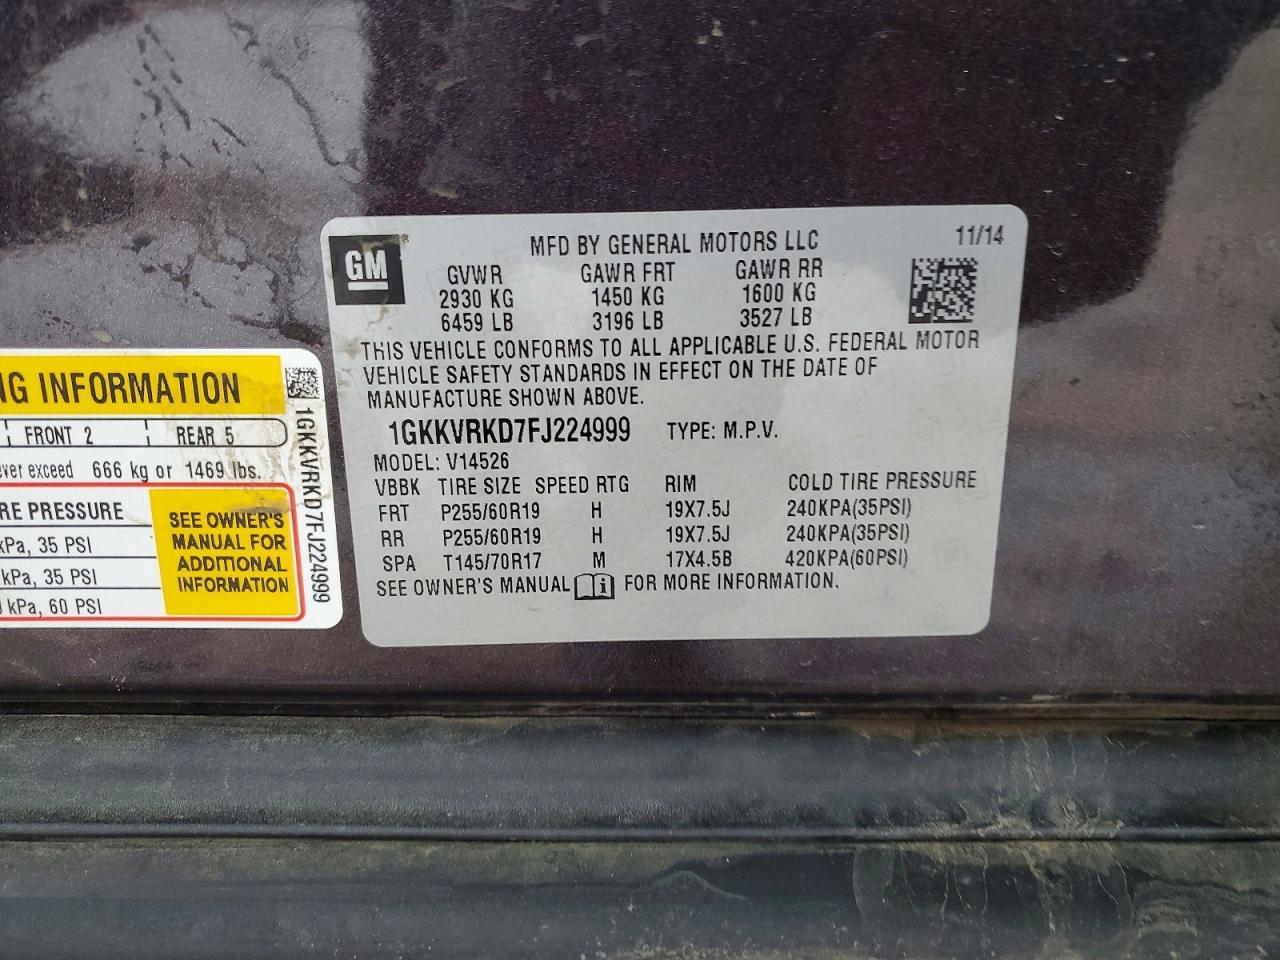 GM
MFD BY GENERAL MOTORS LLC 11/14
GVWR GAWR FRT GAWR RR
2930 KG 1450 KG 1600 KG
6459 LB 3196 LB 3527 LB
THIS VEHICLE CONFORMS TO ALL APPLICABLE U.S. FEDERAL MOTOR
VEHICLE SAFETY STANDARDS IN EFFECT ON THE DATE OF
MANUFACTURE SHOWN ABOVE.
1GKKVRKD7FJ224999 TYPE: M.P.V.
MODEL: V14526
VBBK TIRE SIZE SPEED RTG RIM COLD TIRE PRESSURE
FRT P255/60R19 H 19X7.5J 240KPA(35PSI)
RR P255/60R19 H 19X7.5J 240KPA(35PSI)
SPA T145/70R17 M 17X4.5B 420KPA(60PSI)
SEE OWNER'S MANUAL FOR MORE INFORMATION.
INFORMATION
FRONT 2 REAR 5
exceed 666 kg or 1469 lbs.
PRESSURE
kPa, 35 PSI
kPa, 35 PSI
kPa, 60 PSI
SEE OWNER'S
MANUAL FOR
ADDITIONAL
INFORMATION
1GKKVRKD7FJ224999